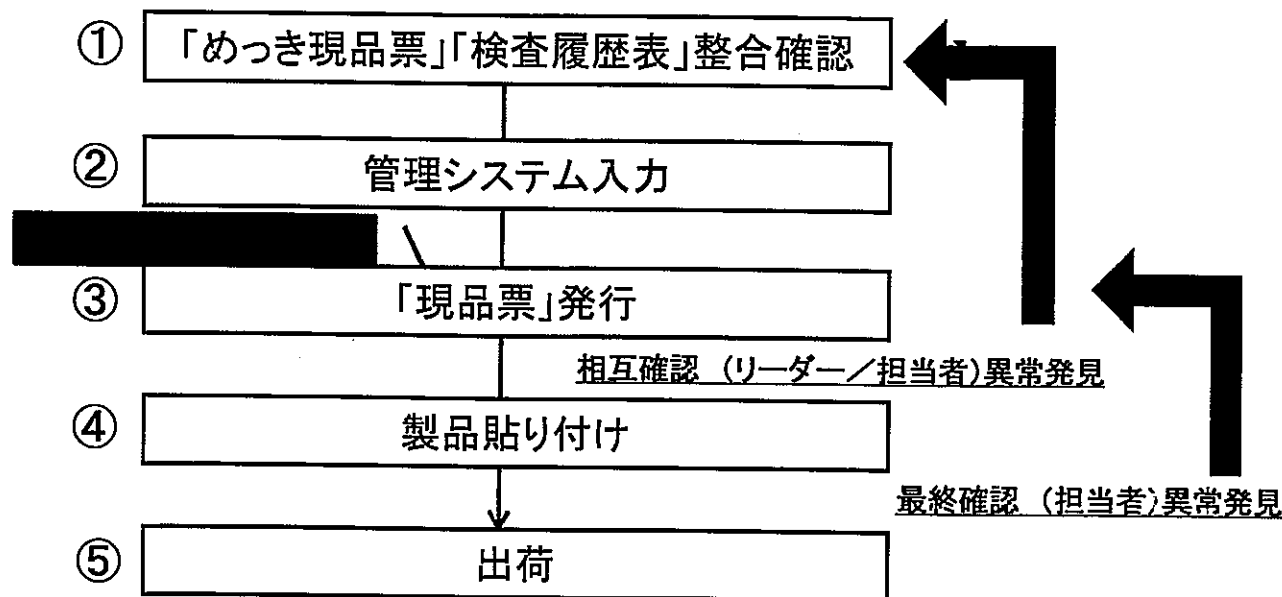 ① 「めっき現品票」「検査履歴表」整合確認
② 管理システム入力
③ 「現品票」発行
相互確認 (リーダー/担当者)異常発見
④ 製品貼り付け
最終確認 (担当者)異常発見
⑤ 出荷